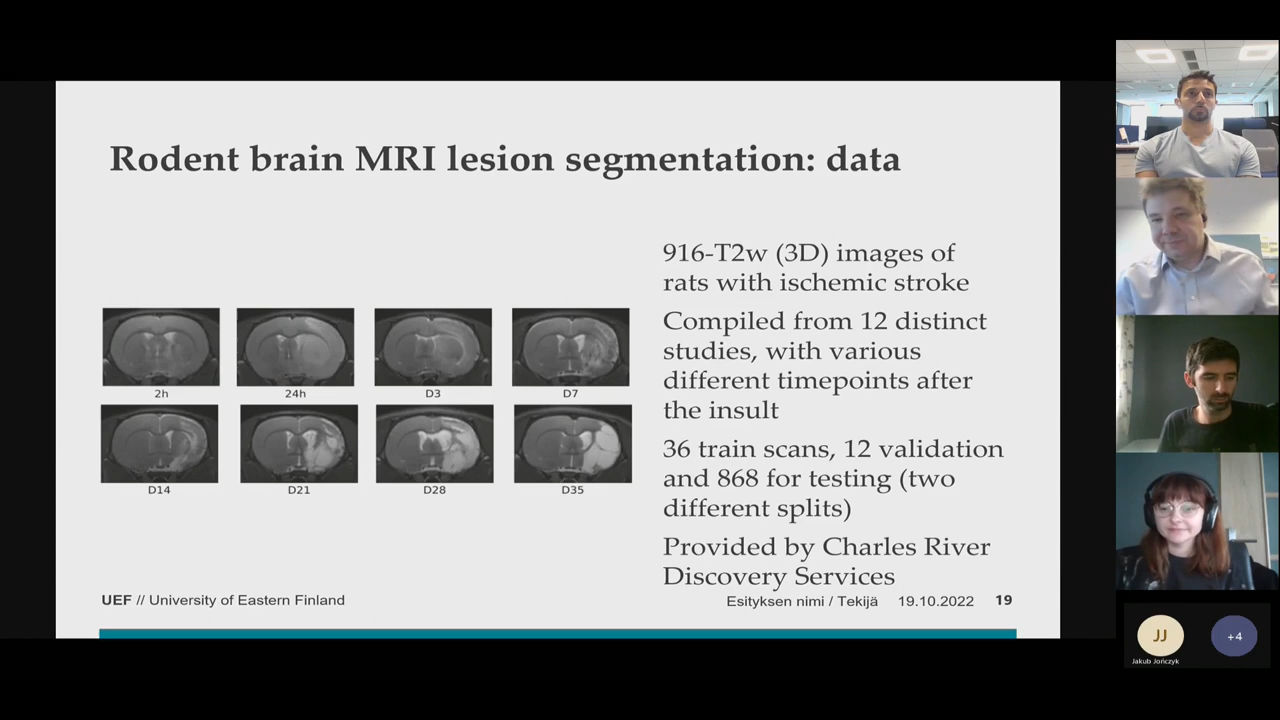 Rodent brain MRI lesion segmentation: data
916-T2w (3D) images of
rats with ischemic stroke
Compiled from 12 distinct
studies, with various
different timepoints after
the insult
36 train scans, 12 validation
and 868 for testing (two
different splits)
Provided by Charles River
Discovery Services
2h
24h
D3
D7
D14
D21
D28
D35
UEF // University of Eastern Finland
Esityksen nimi / Tekijä 19.10.2022 19
JJ
+4
Jakub Jończyk